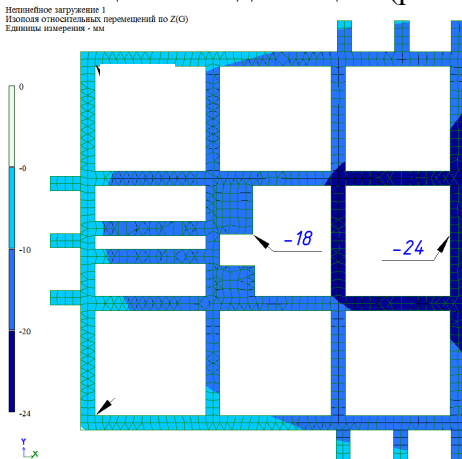 Нелинейное загружение 1
Изополя относительных перемещений по Z(G)
Единицы измерения - мм
0
-0
-10
-20
-24
-18
-24
Y
X